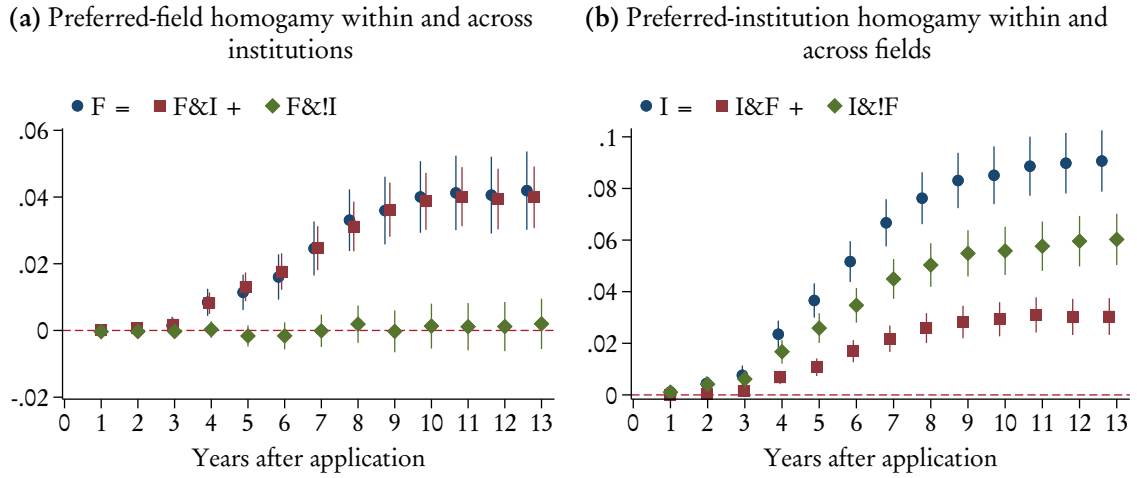 (a) Preferred-field homogamy within and across
institutions
F = F&I + F&!I
.06
.04
.02
0
-.02
0 1 2 3 4 5 6 7 8 9 10 11 12 13
Years after application
(b) Preferred-institution homogamy within and
across fields
I = I&F + I&!F
.1
.08
.06
.04
.02
0
0 1 2 3 4 5 6 7 8 9 10 11 12 13
Years after application